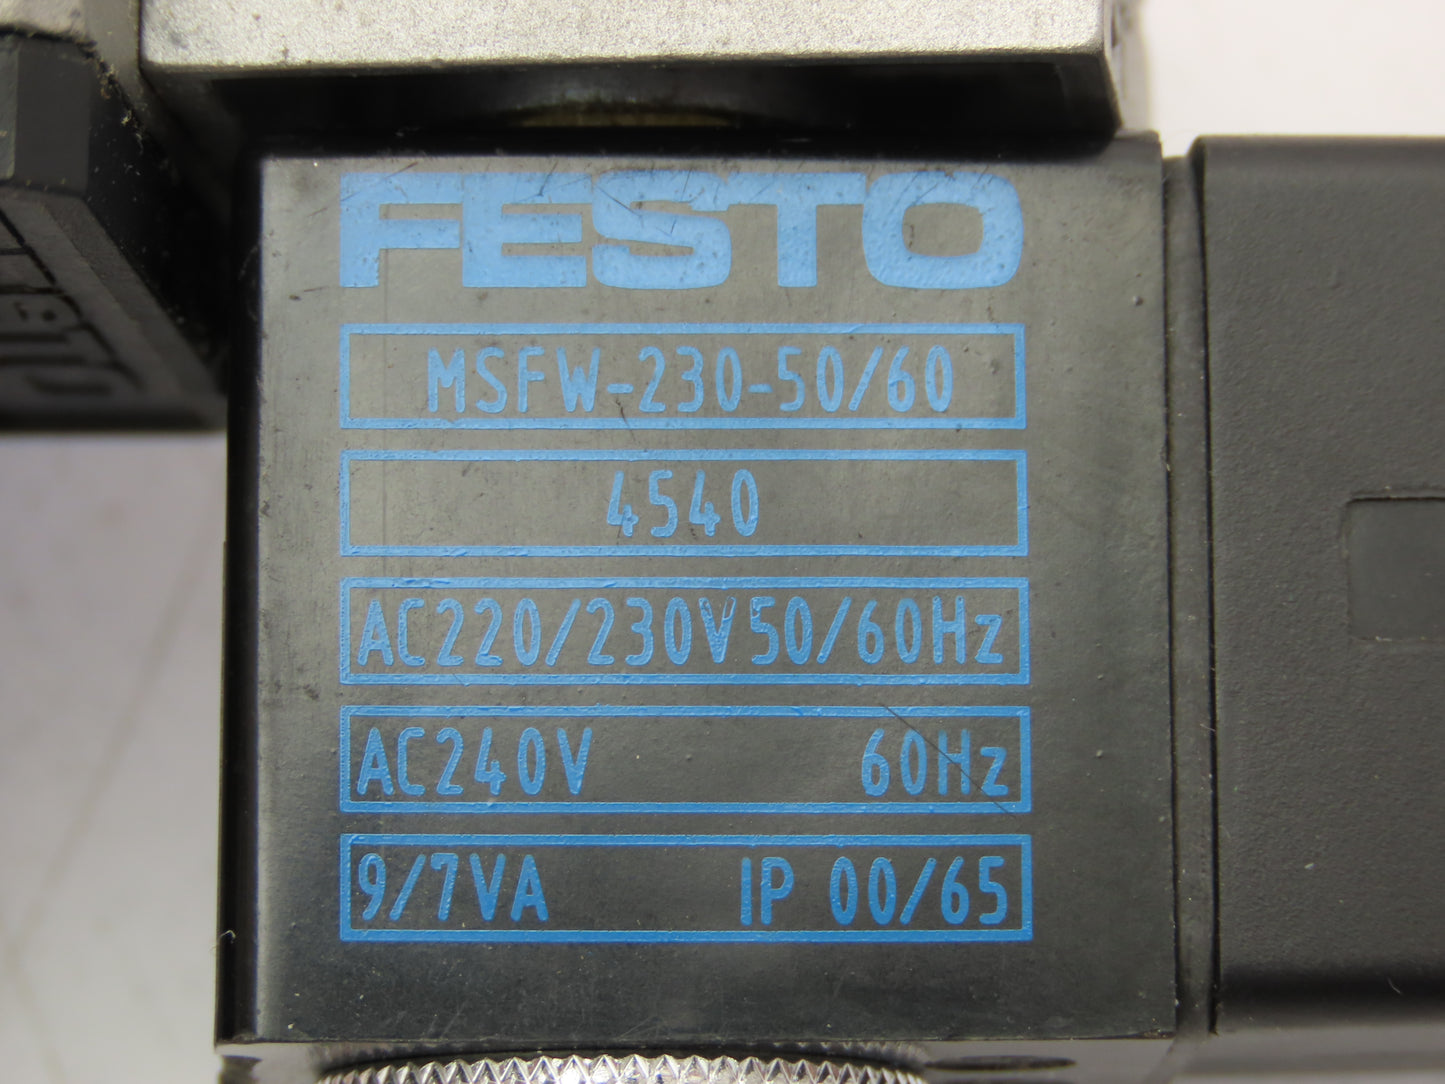 FESTO
MSFW-230-50/60
4540
AC220/230V50/60Hz
AC240V 60Hz
9/7VA IP 00/65